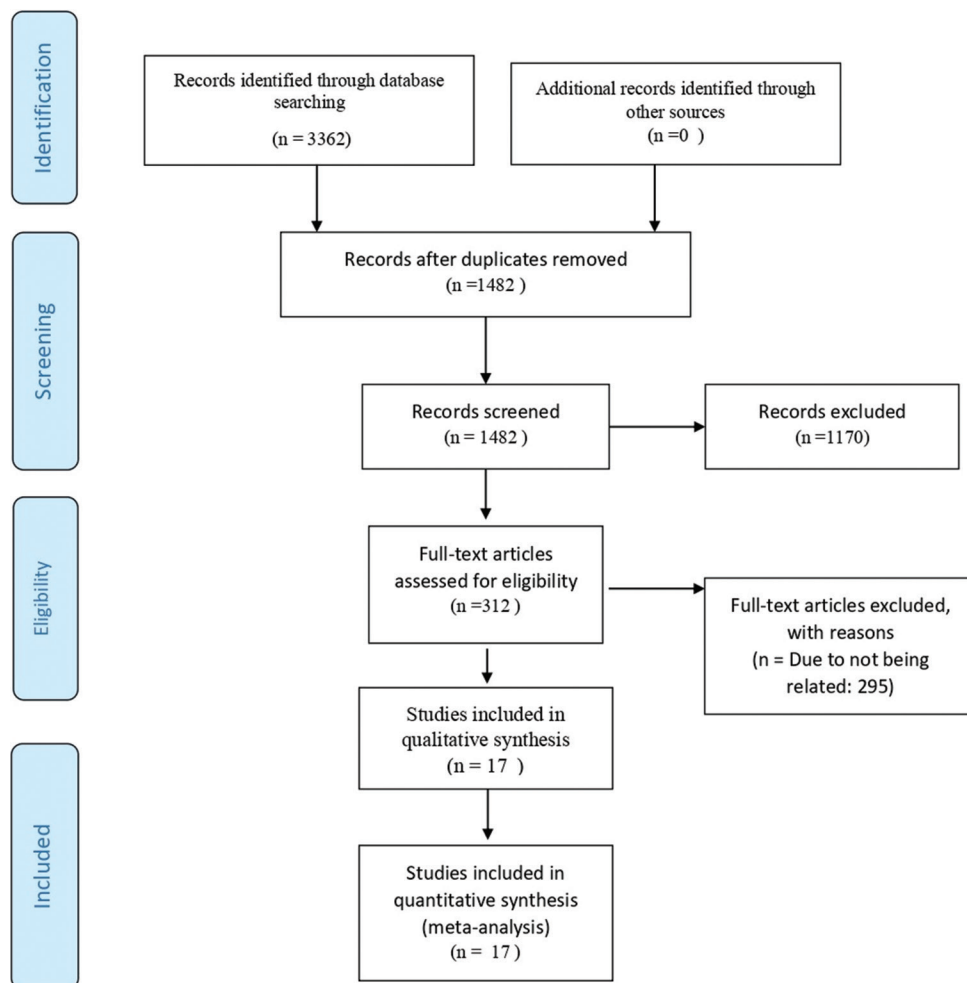 Identification
Records identified through database
searching
(n = 3362)
Additional records identified through
other sources
(n =0 )
Screening
Records after duplicates removed
(n =1482 )
Records screened
(n = 1482 )
Records excluded
(n =1170)
Eligibility
Full-text articles
assessed for eligibility
(n =312 )
Full-text articles excluded,
with reasons
(n = Due to not being
related: 295)
Studies included in
qualitative synthesis
(n = 17 )
Included
Studies included in
quantitative synthesis
(meta-analysis)
(n = 17 )